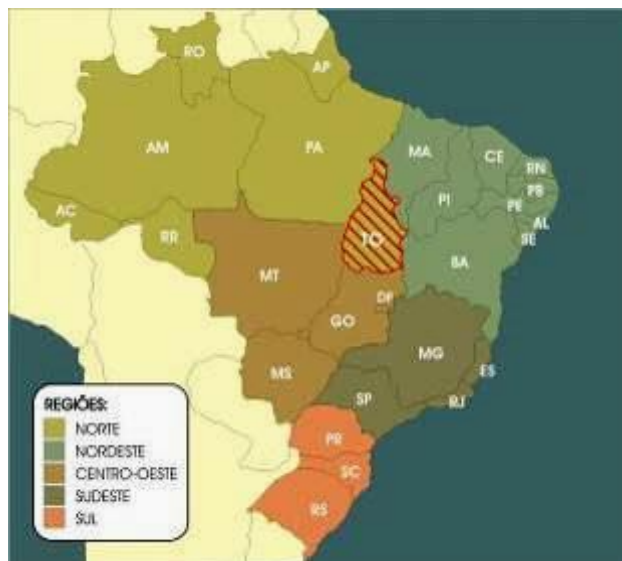 RO
AP
AM
PA
MA
CE
RN
PB
PI
PE
AL
SE
AC
RR
TO
BA
MT
DF
GO
MG
MS
ES
SP
RJ
PR
SC
RS
REGIÕES:
NORTE
NORDESTE
CENTRO-OESTE
SUDESTE
SUL